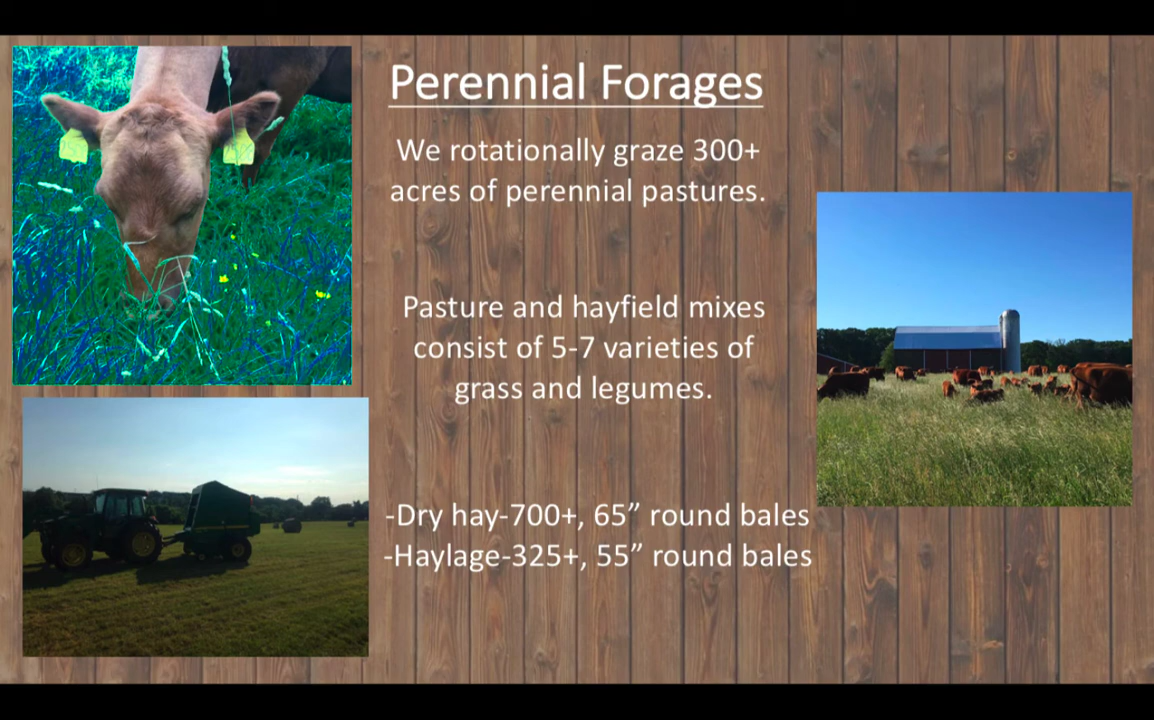 Perennial Forages
We rotationally graze 300+
acres of perennial pastures.
Pasture and hayfield mixes
consist of 5-7 varieties of
grass and legumes.
-Dry hay-700+, 65” round bales
-Haylage-325+, 55” round bales